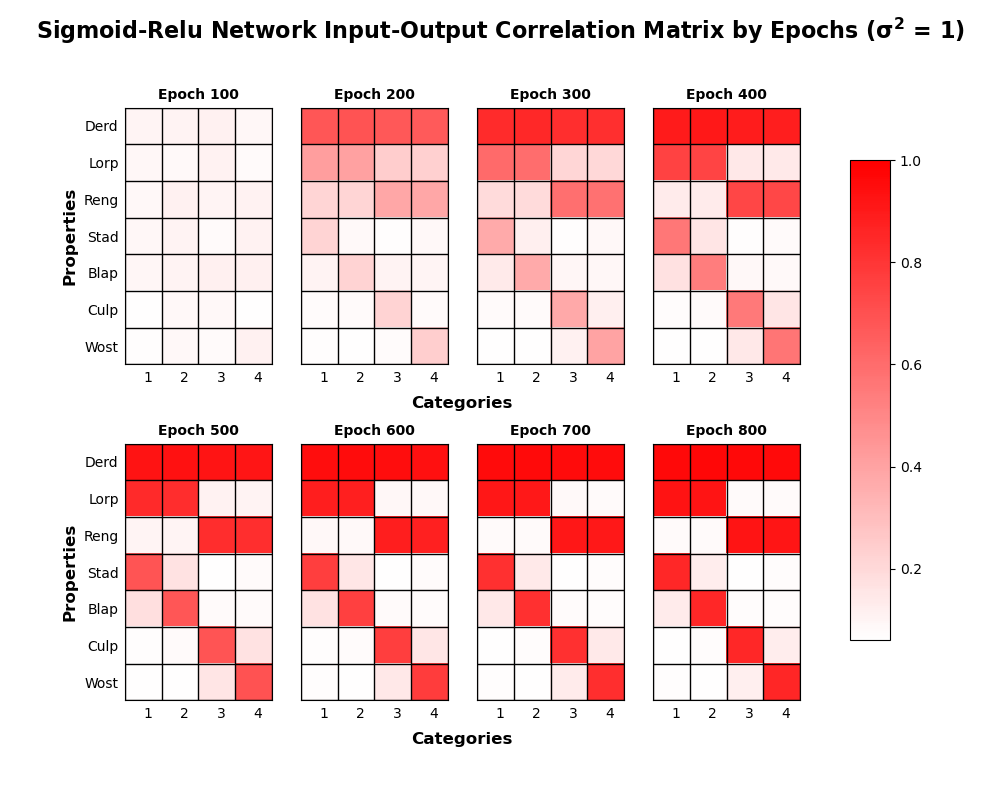 Sigmoid-Relu Network Input-Output Correlation Matrix by Epochs (σ² = 1)
Epoch 100 Epoch 200 Epoch 300 Epoch 400
Derd
Lorp
Reng
Stad
Blap
Culp
Wost
Properties
1 2 3 4 1 2 3 4 1 2 3 4 1 2 3 4
Categories
Epoch 500 Epoch 600 Epoch 700 Epoch 800
Derd
Lorp
Reng
Stad
Blap
Culp
Wost
Properties
1 2 3 4 1 2 3 4 1 2 3 4 1 2 3 4
Categories
1.0
0.8
0.6
0.4
0.2